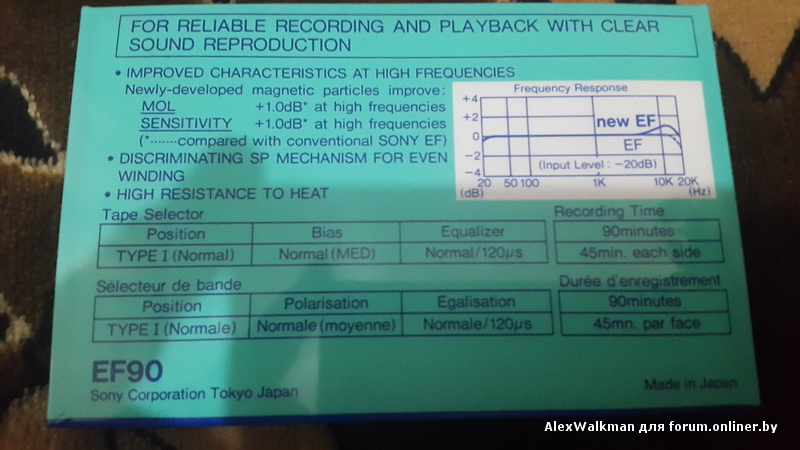 FOR RELIABLE RECORDING AND PLAYBACK WITH CLEAR
SOUND REPRODUCTION
• IMPROVED CHARACTERISTICS AT HIGH FREQUENCIES
Newly-developed magnetic particles improve:
MOL +1.0dB* at high frequencies
SENSITIVITY +1.0dB* at high frequencies
(*·······compared with conventional SONY EF)
• DISCRIMINATING SP MECHANISM FOR EVEN
WINDING
• HIGH RESISTANCE TO HEAT
Frequency Response
+4
+2
0
−2
−4
(dB)
new EF
EF
(Input Level : −20dB)
20 50 100 1K 10K 20K
(Hz)
Tape Selector
Position Bias Equalizer
TYPE I (Normal) Normal (MED) Normal/120μs
Recording Time
90minutes
45min. each side
Sélecteur de bande
Position Polarisation Egalisation
TYPE I (Normale) Normale (moyenne) Normale/120μs
Durée d'enregistrement
90minutes
45mn. par face
EF90
Sony Corporation Tokyo Japan
Made in Japan
AlexWalkman для forum.onliner.by